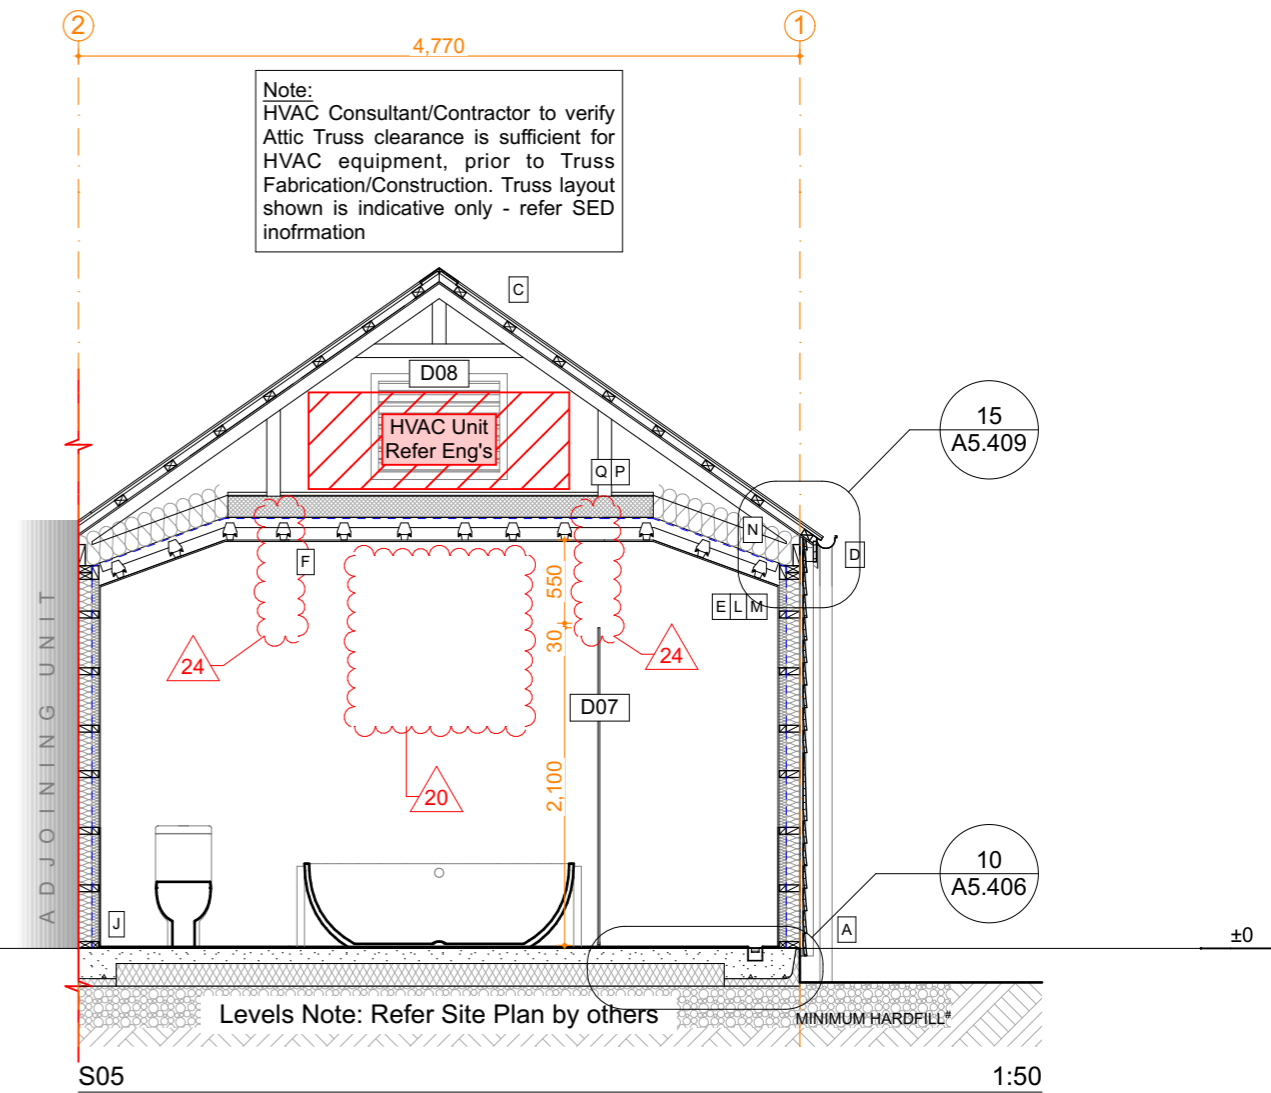 2
1
4,770
Note:
HVAC Consultant/Contractor to verify
Attic Truss clearance is sufficient for
HVAC equipment, prior to Truss
Fabrication/Construction. Truss layout
shown is indicative only - refer SED
inofrmation
C
D08
HVAC Unit
Refer Eng's
Q P
15
A5.409
N
D
F
E L M
550
30
24
24
D07
2,100
20
ADJOINING UNIT
10
A5.406
J
A
±0
Levels Note: Refer Site Plan by others
MINIMUM HARDFILL#
S05
1:50